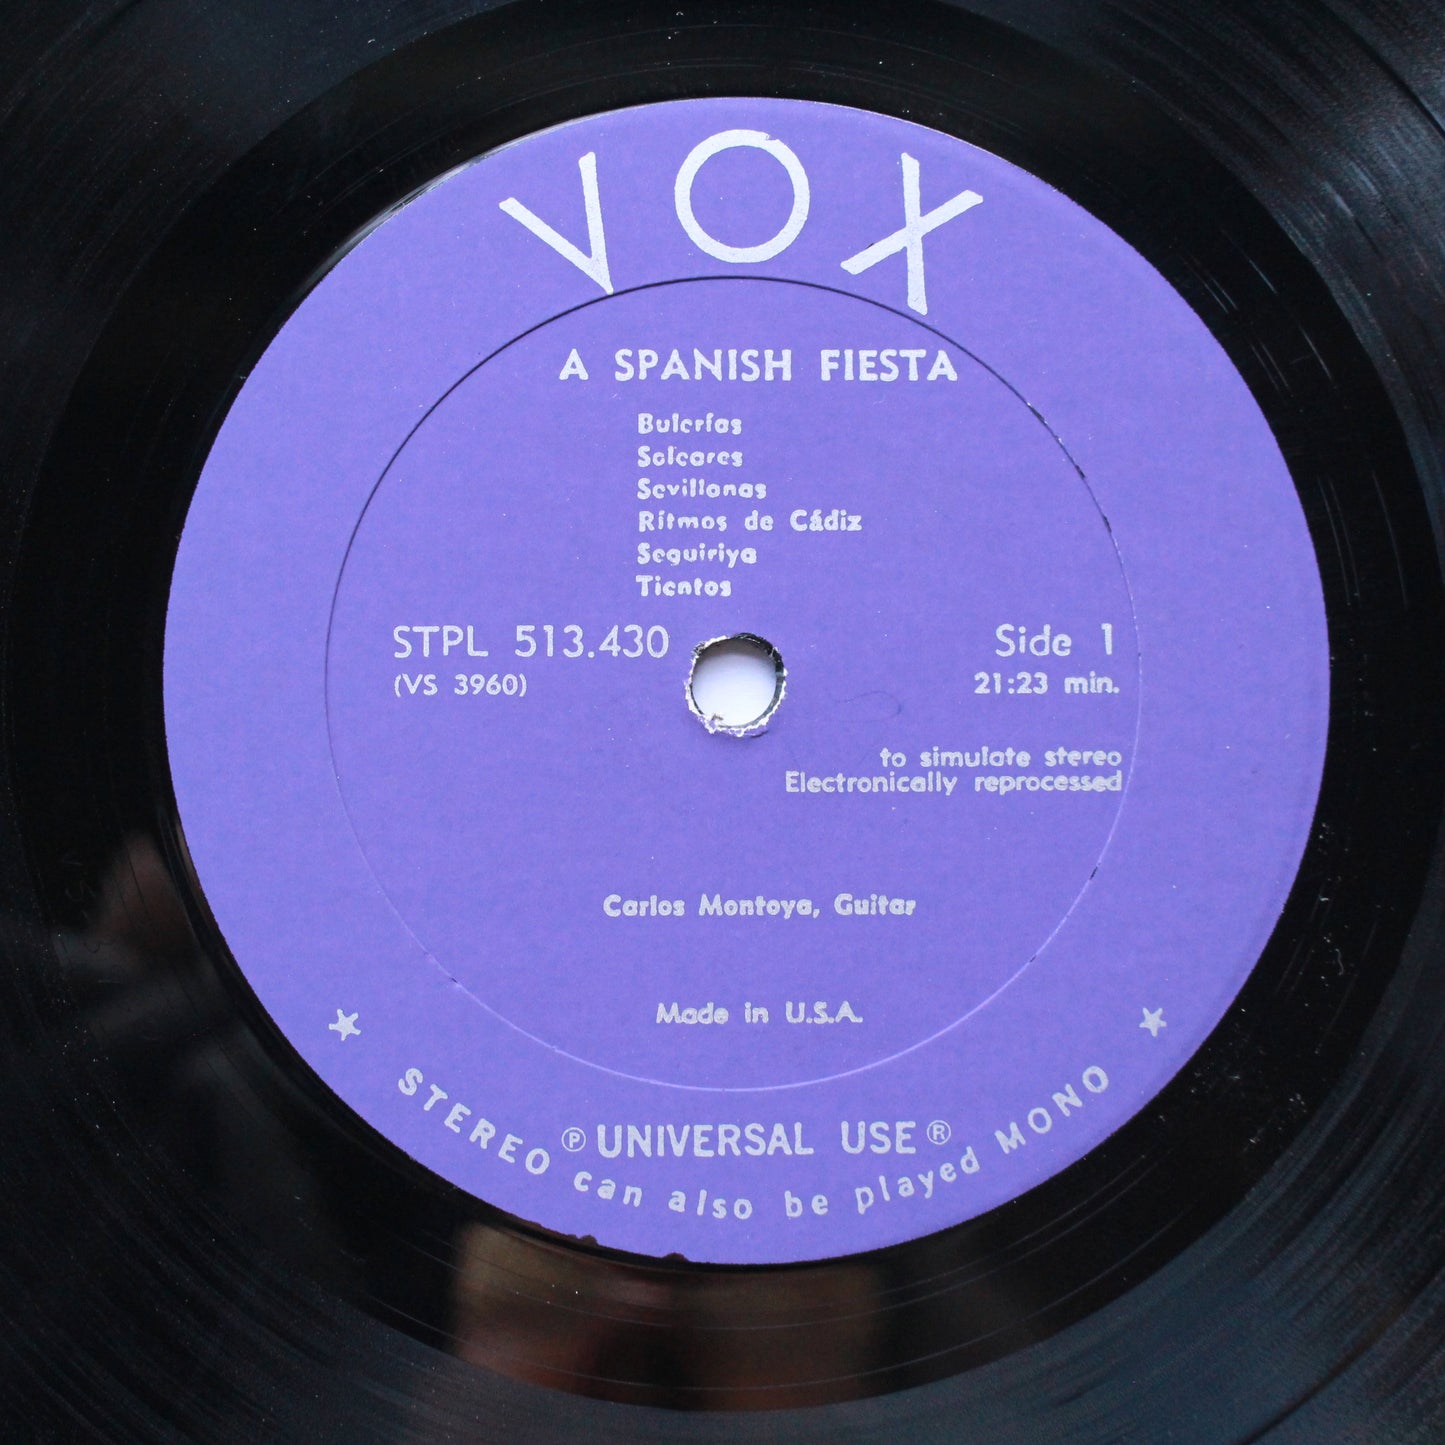 VOX
A SPANISH FIESTA
Bulerías
Soleares
Sevillanas
Ritmos de Cádiz
Seguiriya
Tientos
STPL 513.430
Side 1
(VS 3960)
21:23 min.
to simulate stereo
Electronically reprocessed
Carlos Montoya, Guitar
Made in U.S.A.
℗ UNIVERSAL USE ®
★ STEREO can also be played MONO ★